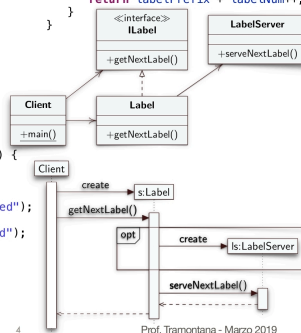 return labelPrefix + labelNum++;
}
}
≪interface≫
ILabel
+getNextLabel()
LabelServer
+serveNextLabel()
Client
+main()
Label
+getNextLabel()
) {
Client
create
s:Label
ed");
getNextLabel()
d");
opt
create
ls:LabelServer
serveNextLabel()
4
Prof. Tramontana - Marzo 2019